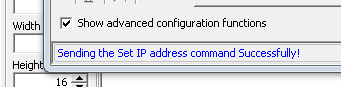 Show advanced configuration functions
Width
Sending the Set IP address command Successfully!
Height
16